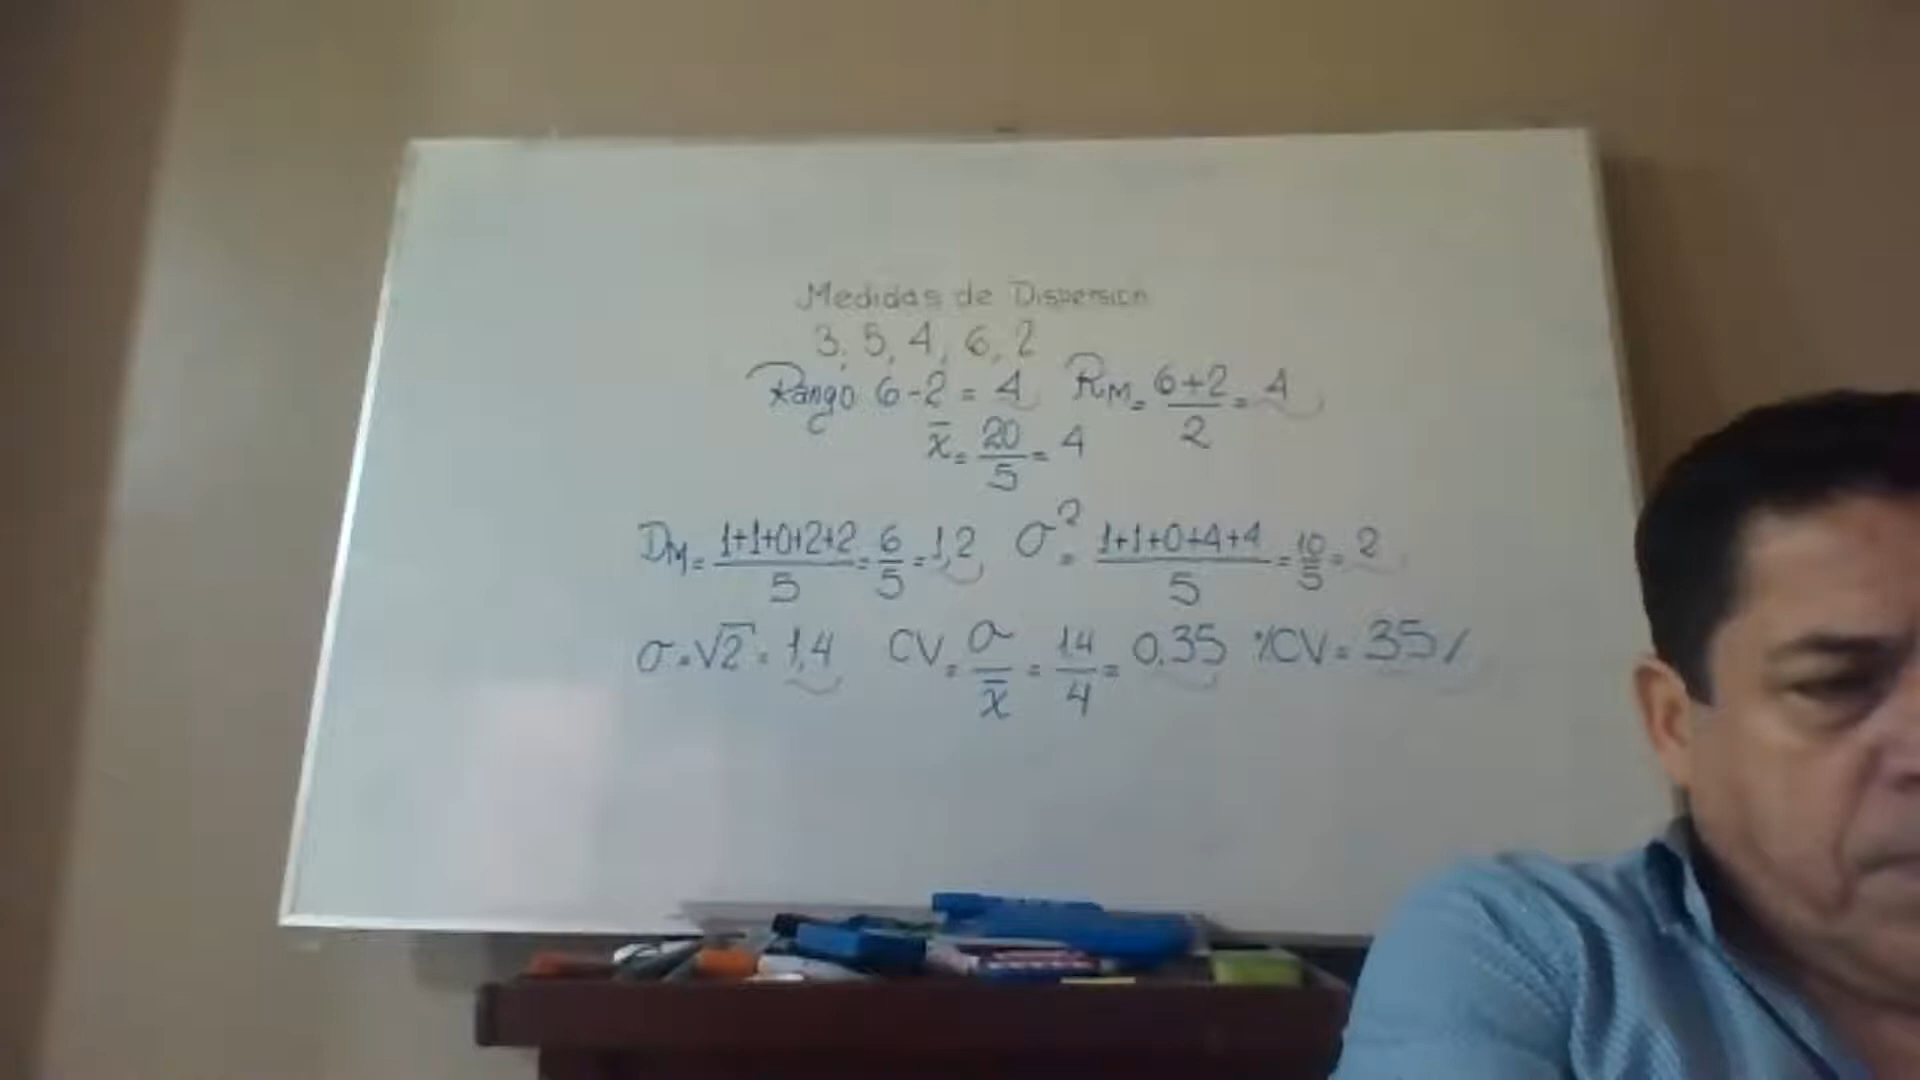 Medidas de Dispersion
3, 5, 4, 6, 2
Rango 6-2 = 4 RM = 6+2/2 = 4
x̄ = 20/5 = 4
DM = 1+1+0+2+2/5 = 6/5 = 1,2 σ² = 1+1+0+4+4/5 = 10/5 = 2
σ = √2 = 1,4 CV = σ/x̄ = 1.4/4 = 0.35 %CV = 35%